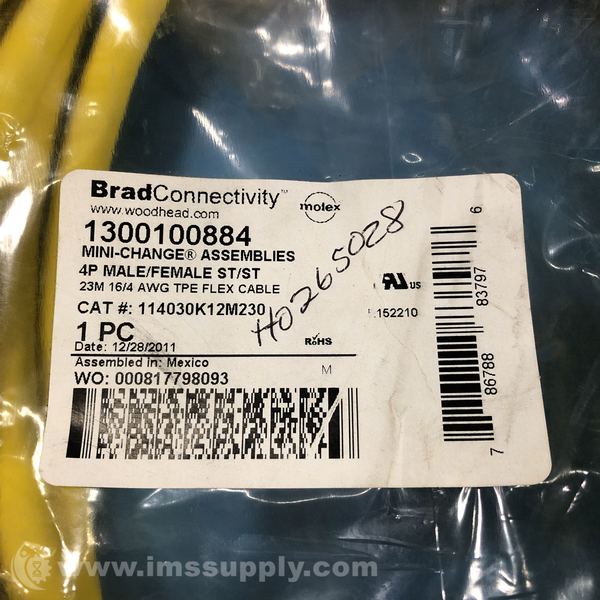 BradConnectivity™
www.woodhead.com
molex
1300100884
MINI-CHANGE® ASSEMBLIES
4P MALE/FEMALE ST/ST
23M 16/4 AWG TPE FLEX CABLE
CAT #: 114030K12M230
1 PC
Date: 12/28/2011
Assembled in: Mexico
WO: 000817798093
M
RoHS
H0265028
US
152210
7 86788 83797 6
www.imssupply.com